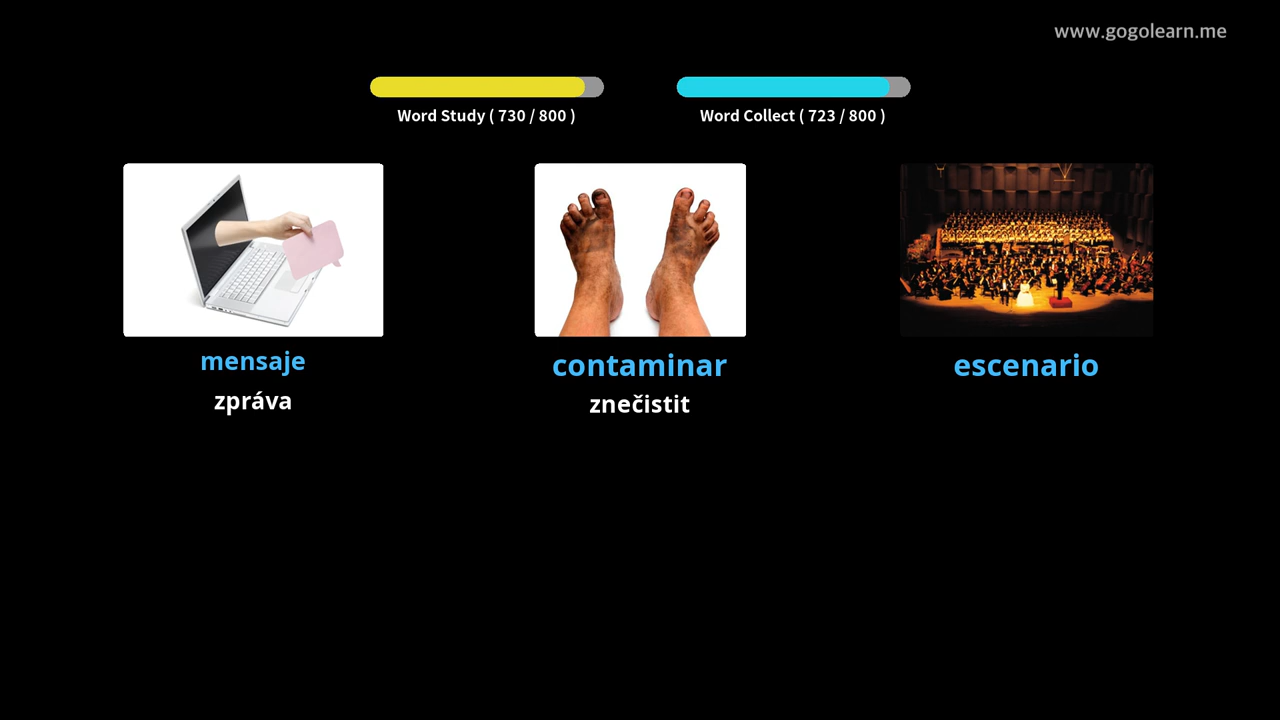 www.gogolearn.me
Word Study ( 730 / 800 )
Word Collect ( 723 / 800 )
mensaje
zpráva
contaminar
znečistit
escenario